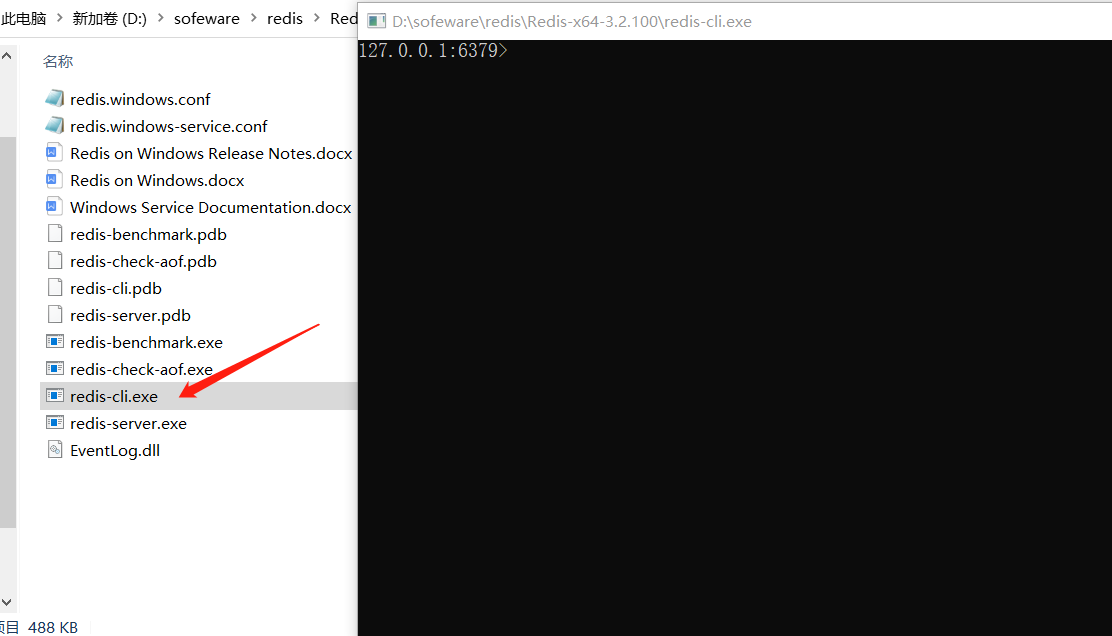 此电脑 > 新加卷 (D:) > sofeware > redis > Red
D:\sofeware\redis\Redis-x64-3.2.100\redis-cli.exe
127.0.0.1:6379>
名称
redis.windows.conf
redis.windows-service.conf
Redis on Windows Release Notes.docx
Redis on Windows.docx
Windows Service Documentation.docx
redis-benchmark.pdb
redis-check-aof.pdb
redis-cli.pdb
redis-server.pdb
redis-benchmark.exe
redis-check-aof.exe
redis-cli.exe
redis-server.exe
EventLog.dll
项目 488 KB